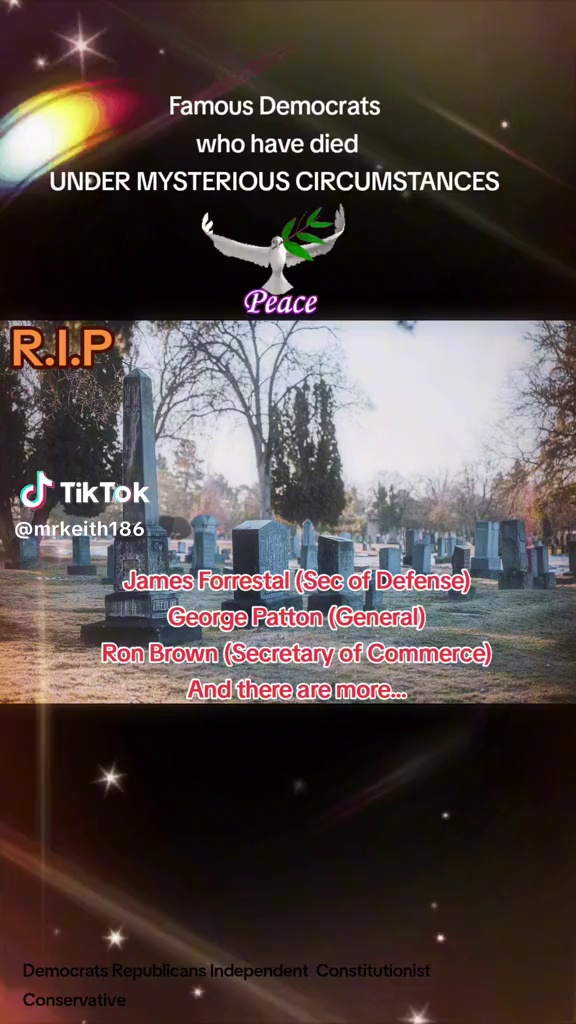 Famous Democrats
who have died
UNDER MYSTERIOUS CIRCUMSTANCES
Peace
R.I.P
TikTok
@mrkeith186
James Forrestal (Sec of Defense)
George Patton (General)
Ron Brown (Secretary of Commerce)
And there are more...
Democrats Republicans Independent Constitutionist
Conservative